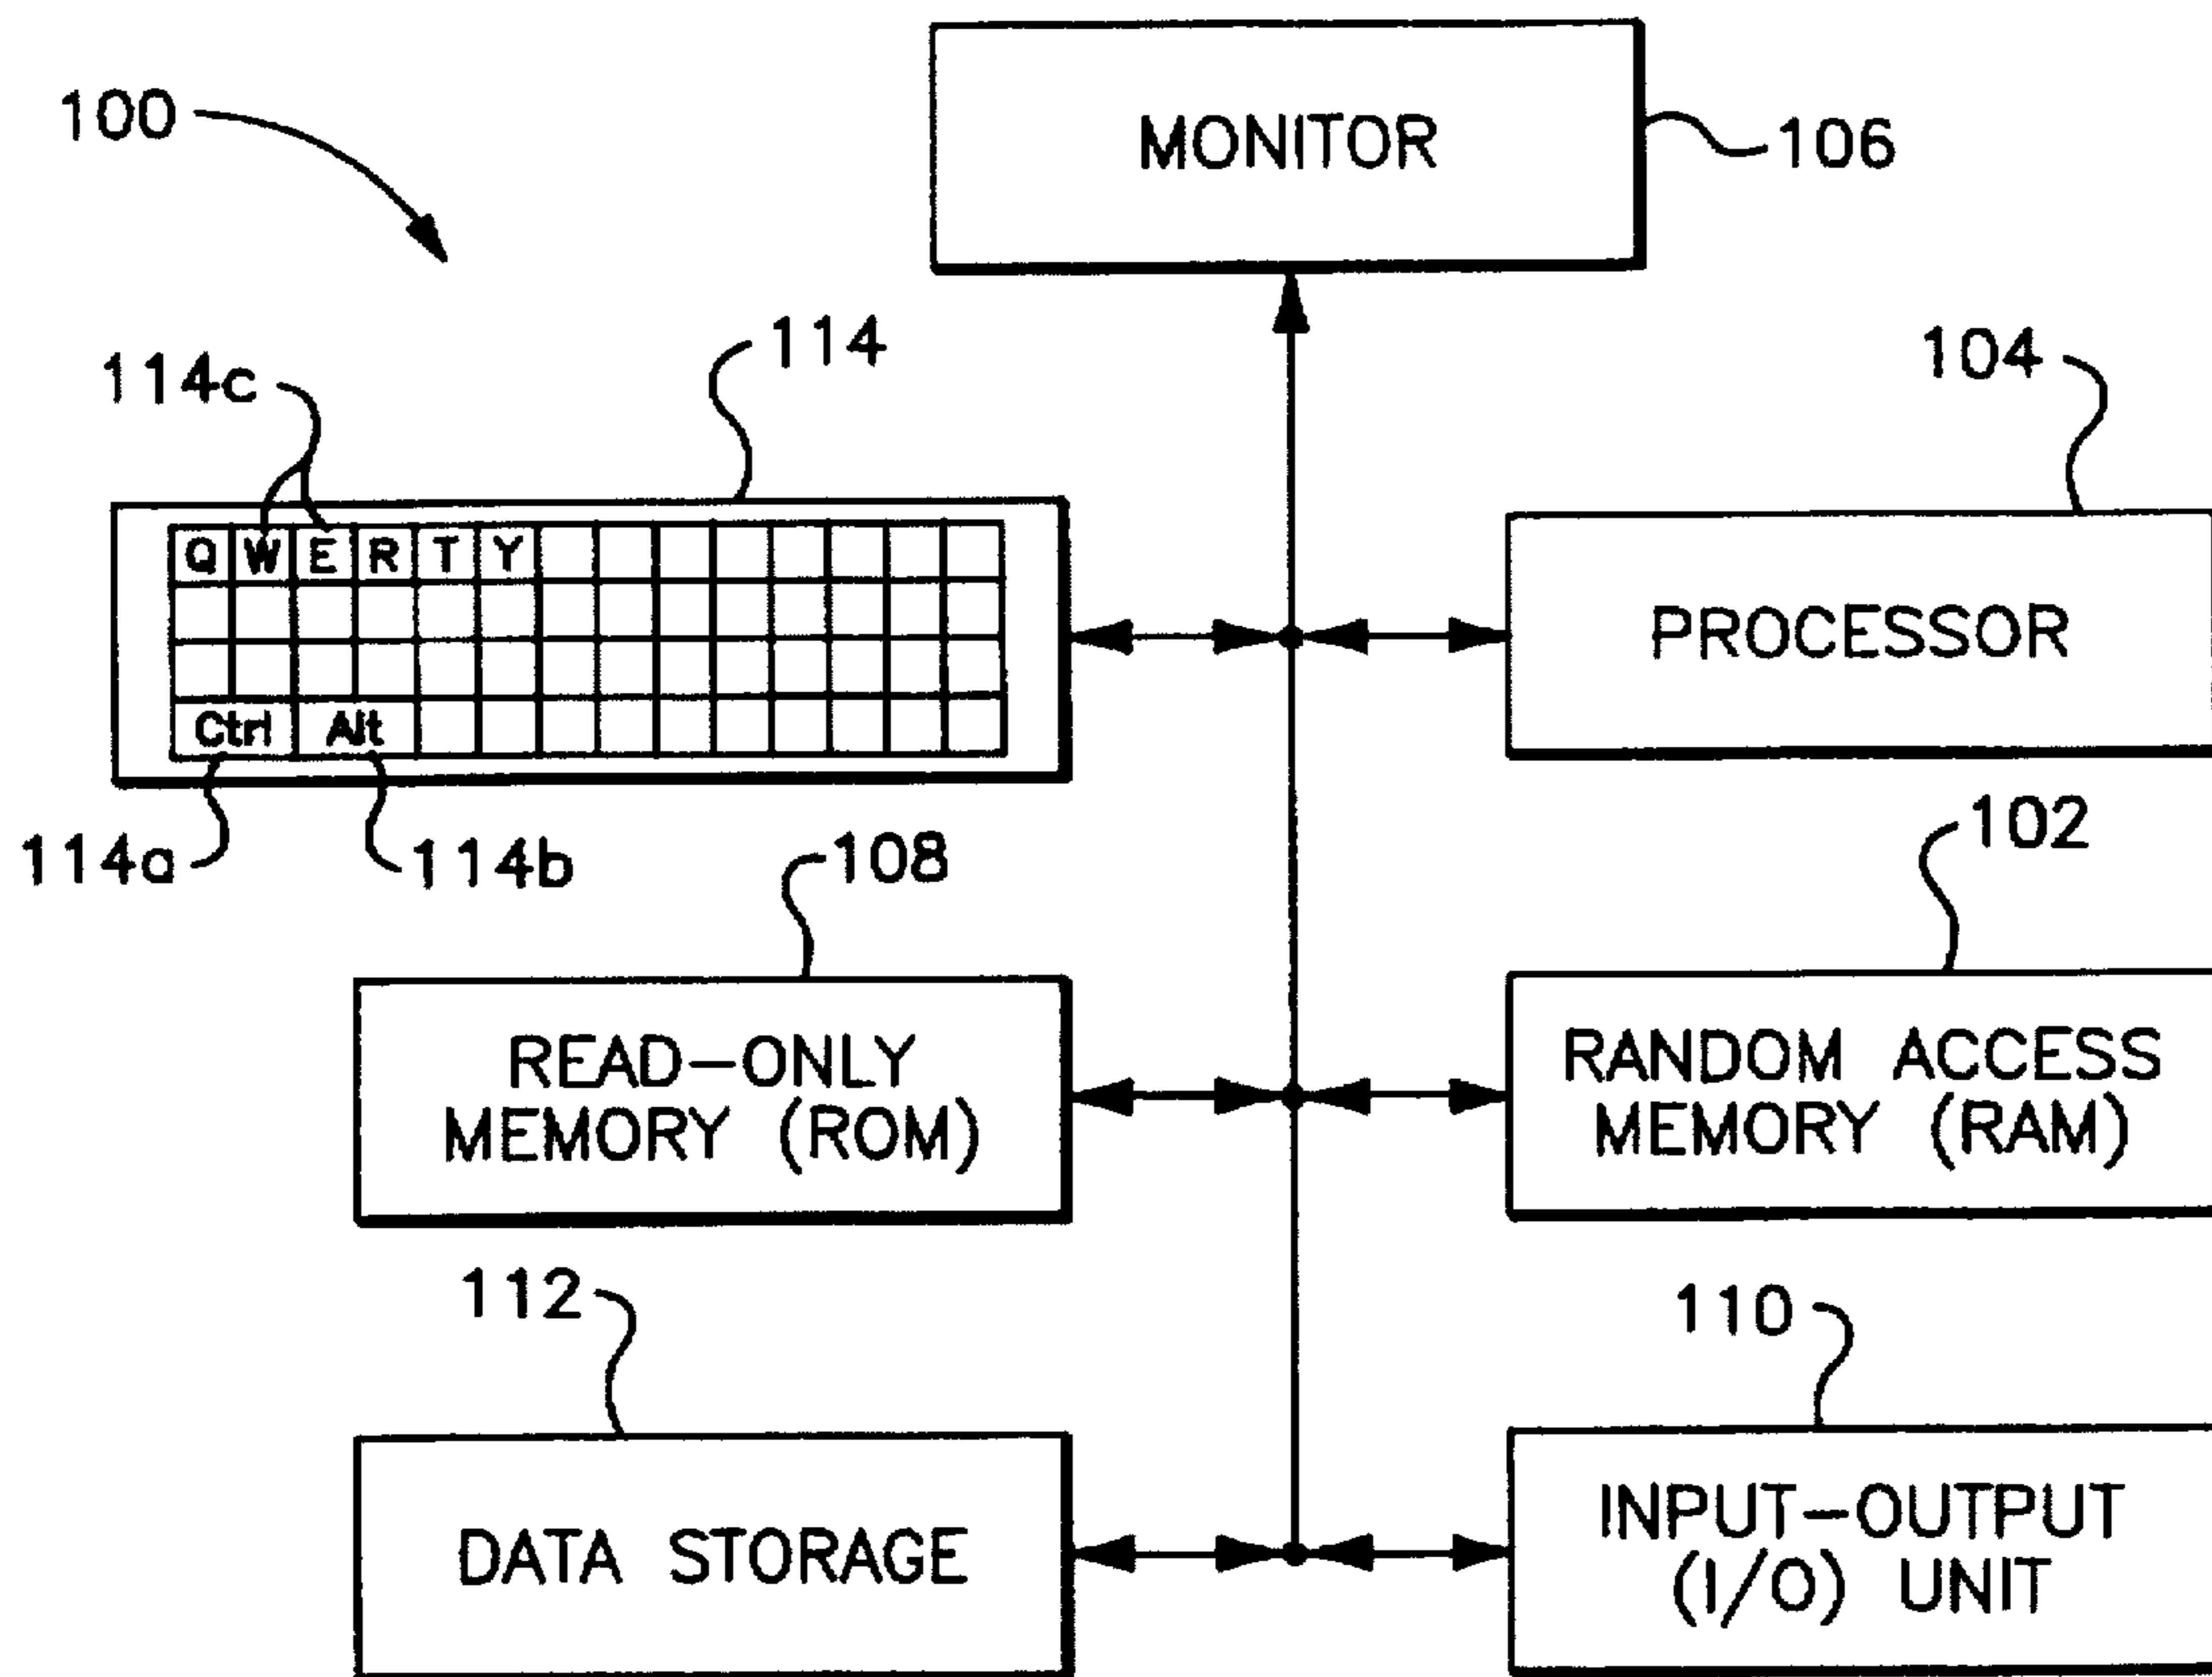 MONITOR
100
106
114
104
114c
Q W E R T Y
PROCESSOR
Ctrl Alt
102
114a
114b
108
READ-ONLY
MEMORY (ROM)
RANDOM ACCESS
MEMORY (RAM)
112
110
DATA STORAGE
INPUT-OUTPUT
(I/O) UNIT